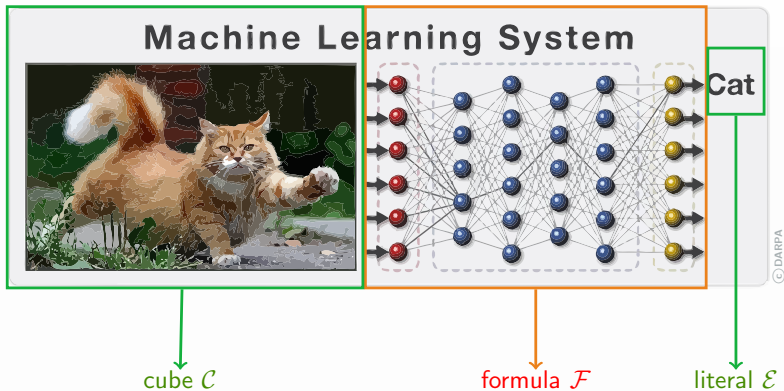 Machine Learning System
Cat
© DARPA
cube 𝒞
formula ℱ
literal ℰ